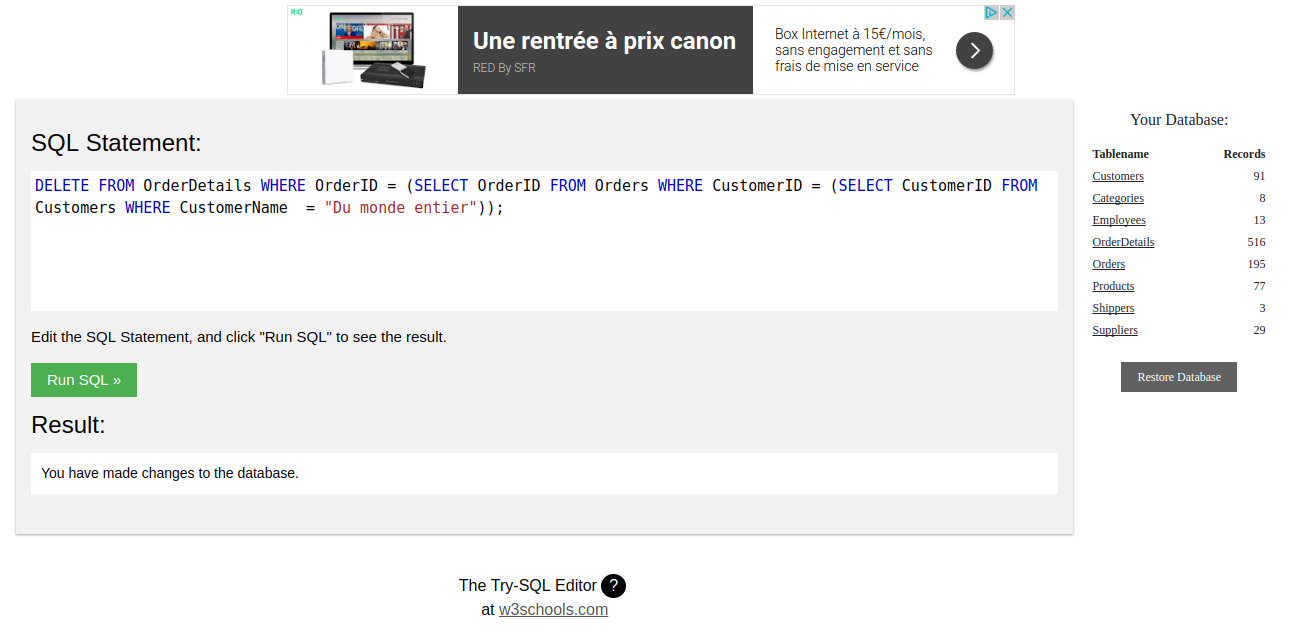 RED
Une rentrée à prix canon
RED By SFR
Box Internet à 15€/mois,
sans engagement et sans
frais de mise en service
SQL Statement:
DELETE FROM OrderDetails WHERE OrderID = (SELECT OrderID FROM Orders WHERE CustomerID = (SELECT CustomerID FROM
Customers WHERE CustomerName  = "Du monde entier"));
Edit the SQL Statement, and click "Run SQL" to see the result.
Run SQL »
Result:
You have made changes to the database.
Your Database:
Tablename Records
Customers 91
Categories 8
Employees 13
OrderDetails 516
Orders 195
Products 77
Shippers 3
Suppliers 29
Restore Database
The Try-SQL Editor ?
at w3schools.com